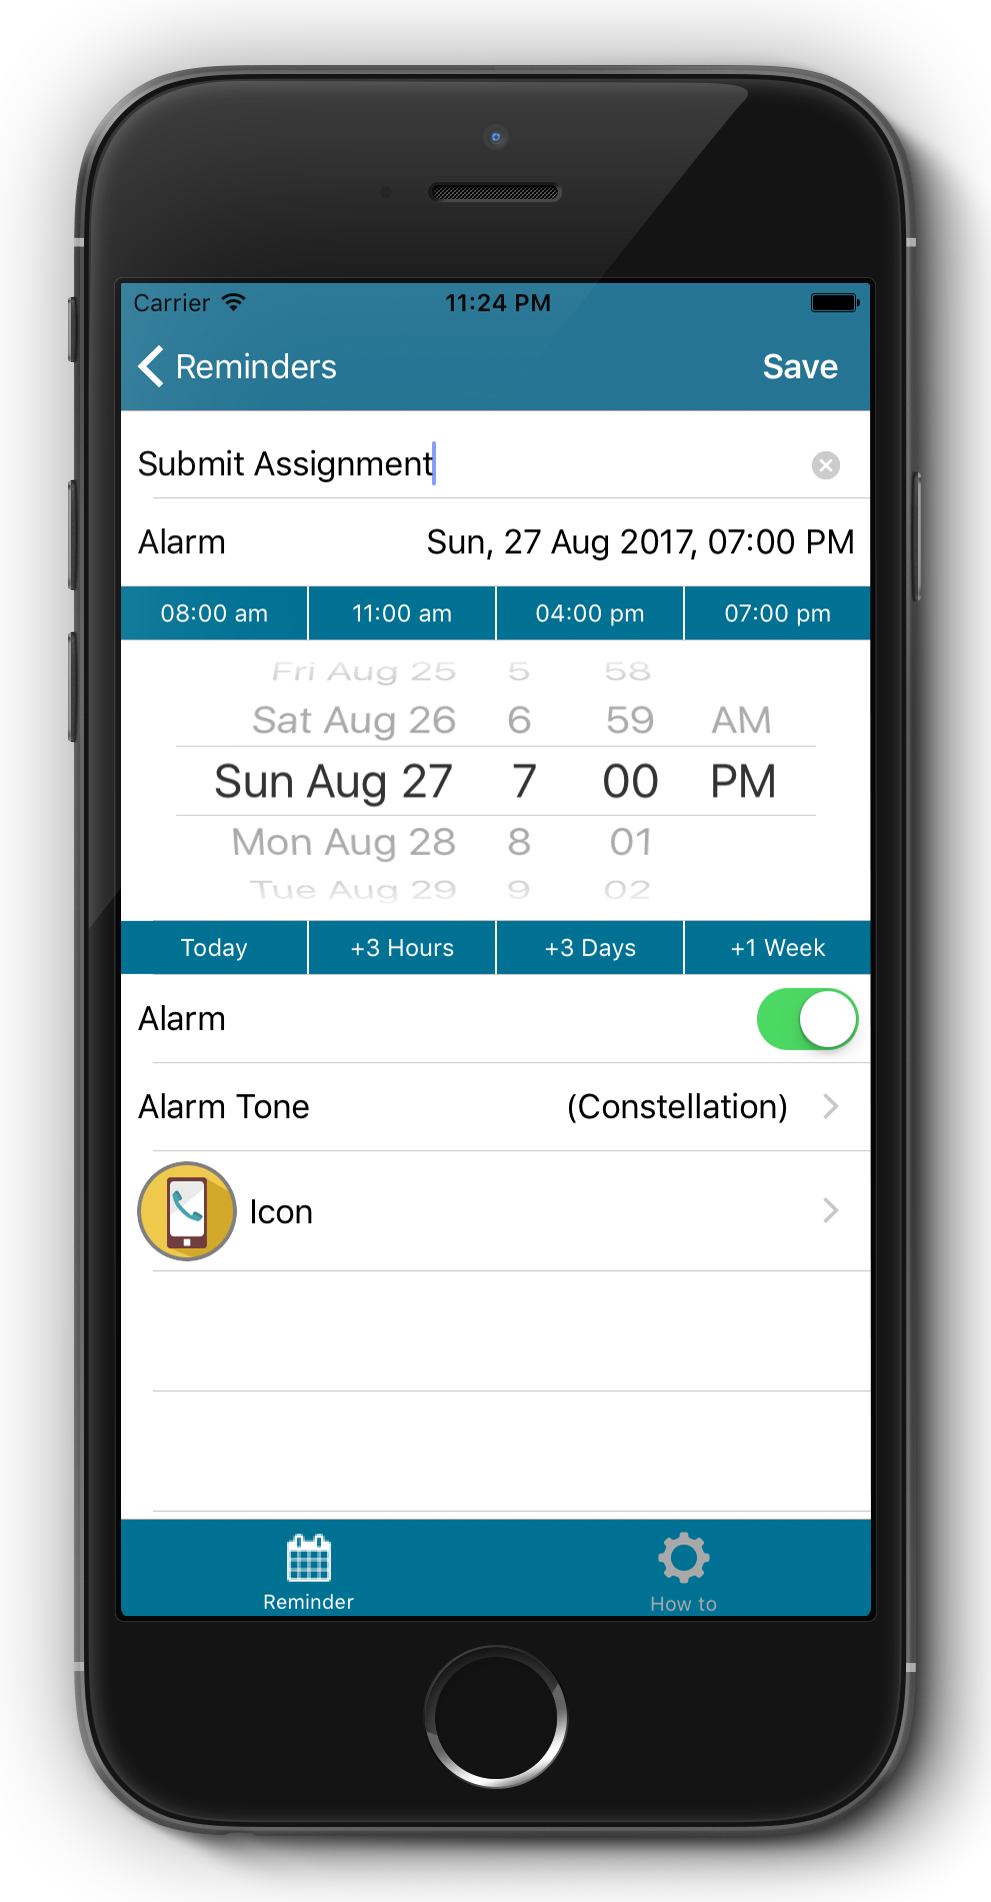 Carrier 11:24 PM
Reminders Save
Submit Assignment
Alarm Sun, 27 Aug 2017, 07:00 PM
08:00 am 11:00 am 04:00 pm 07:00 pm
Fri Aug 25 5 58
Sat Aug 26 6 59 AM
Sun Aug 27 7 00 PM
Mon Aug 28 8 01
Tue Aug 29 9 02
Today +3 Hours +3 Days +1 Week
Alarm
Alarm Tone (Constellation)
Icon
Reminder How to